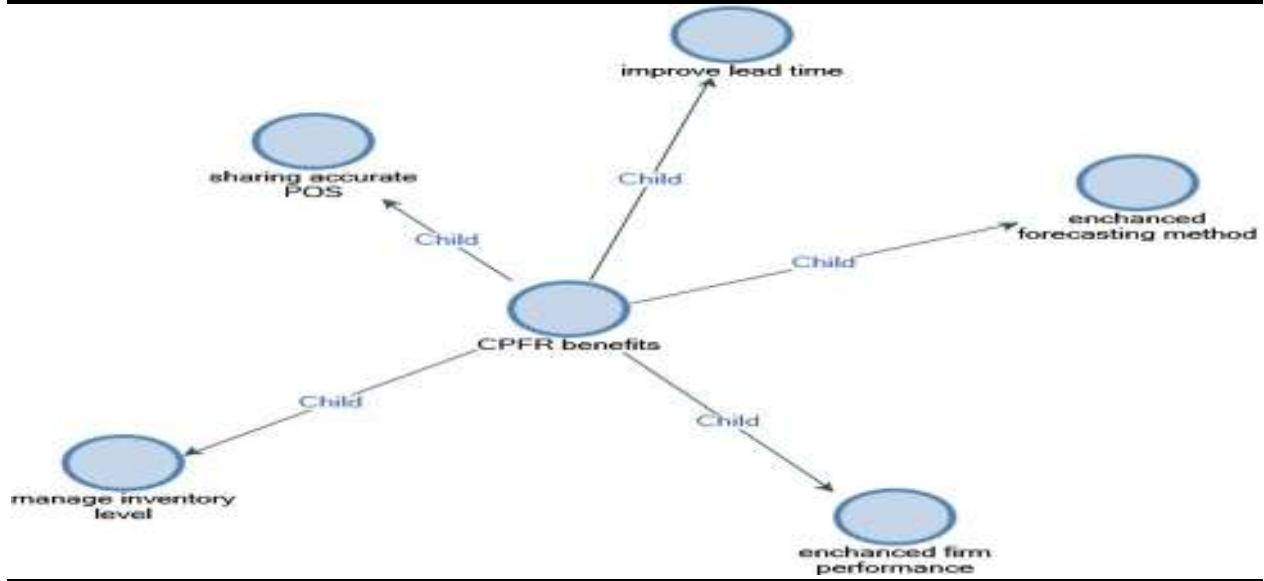 improve lead time
sharing accurate
POS
Child
enchanced
forecasting method
Child
Child
CPFR benefits
Child
Child
manage inventory
level
enchanced firm
performance